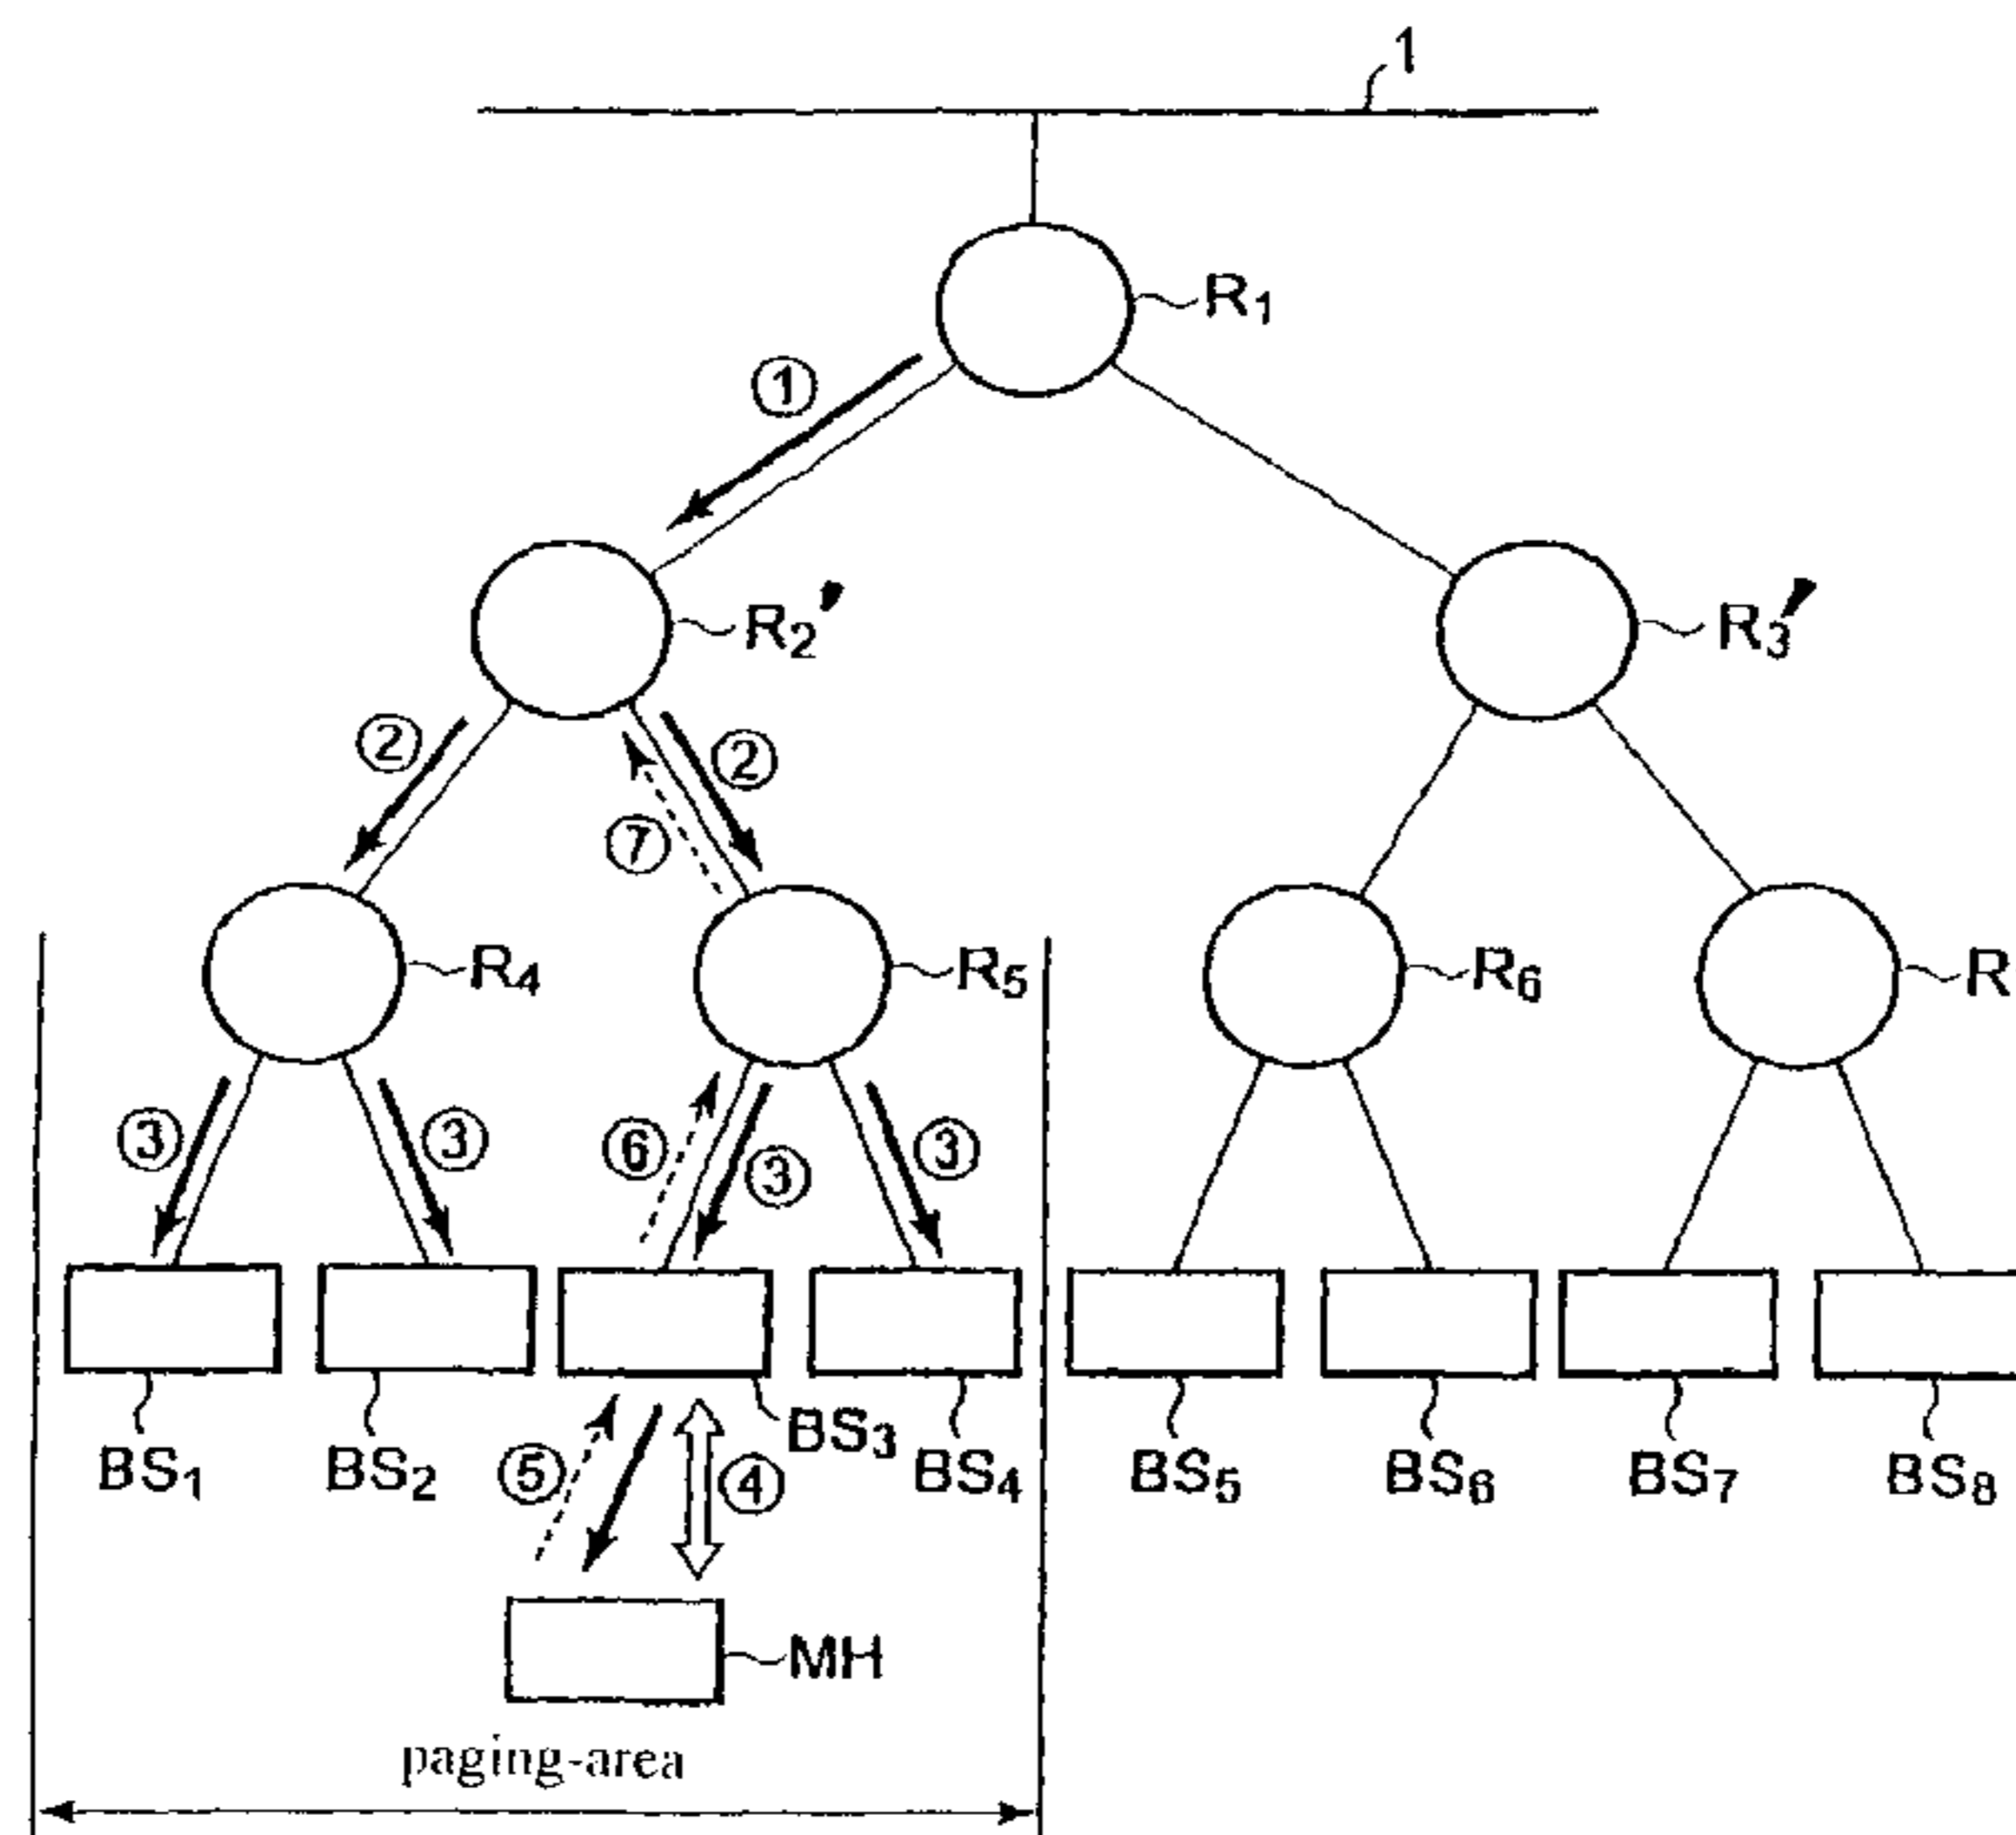 1
R1
①
R2'
R3'
②
②
⑦
R4
R5
R6
R
③
③
⑥
③
③
BS1
BS2
BS3
BS4
BS5
BS6
BS7
BS8
⑤
④
MH
paging-area